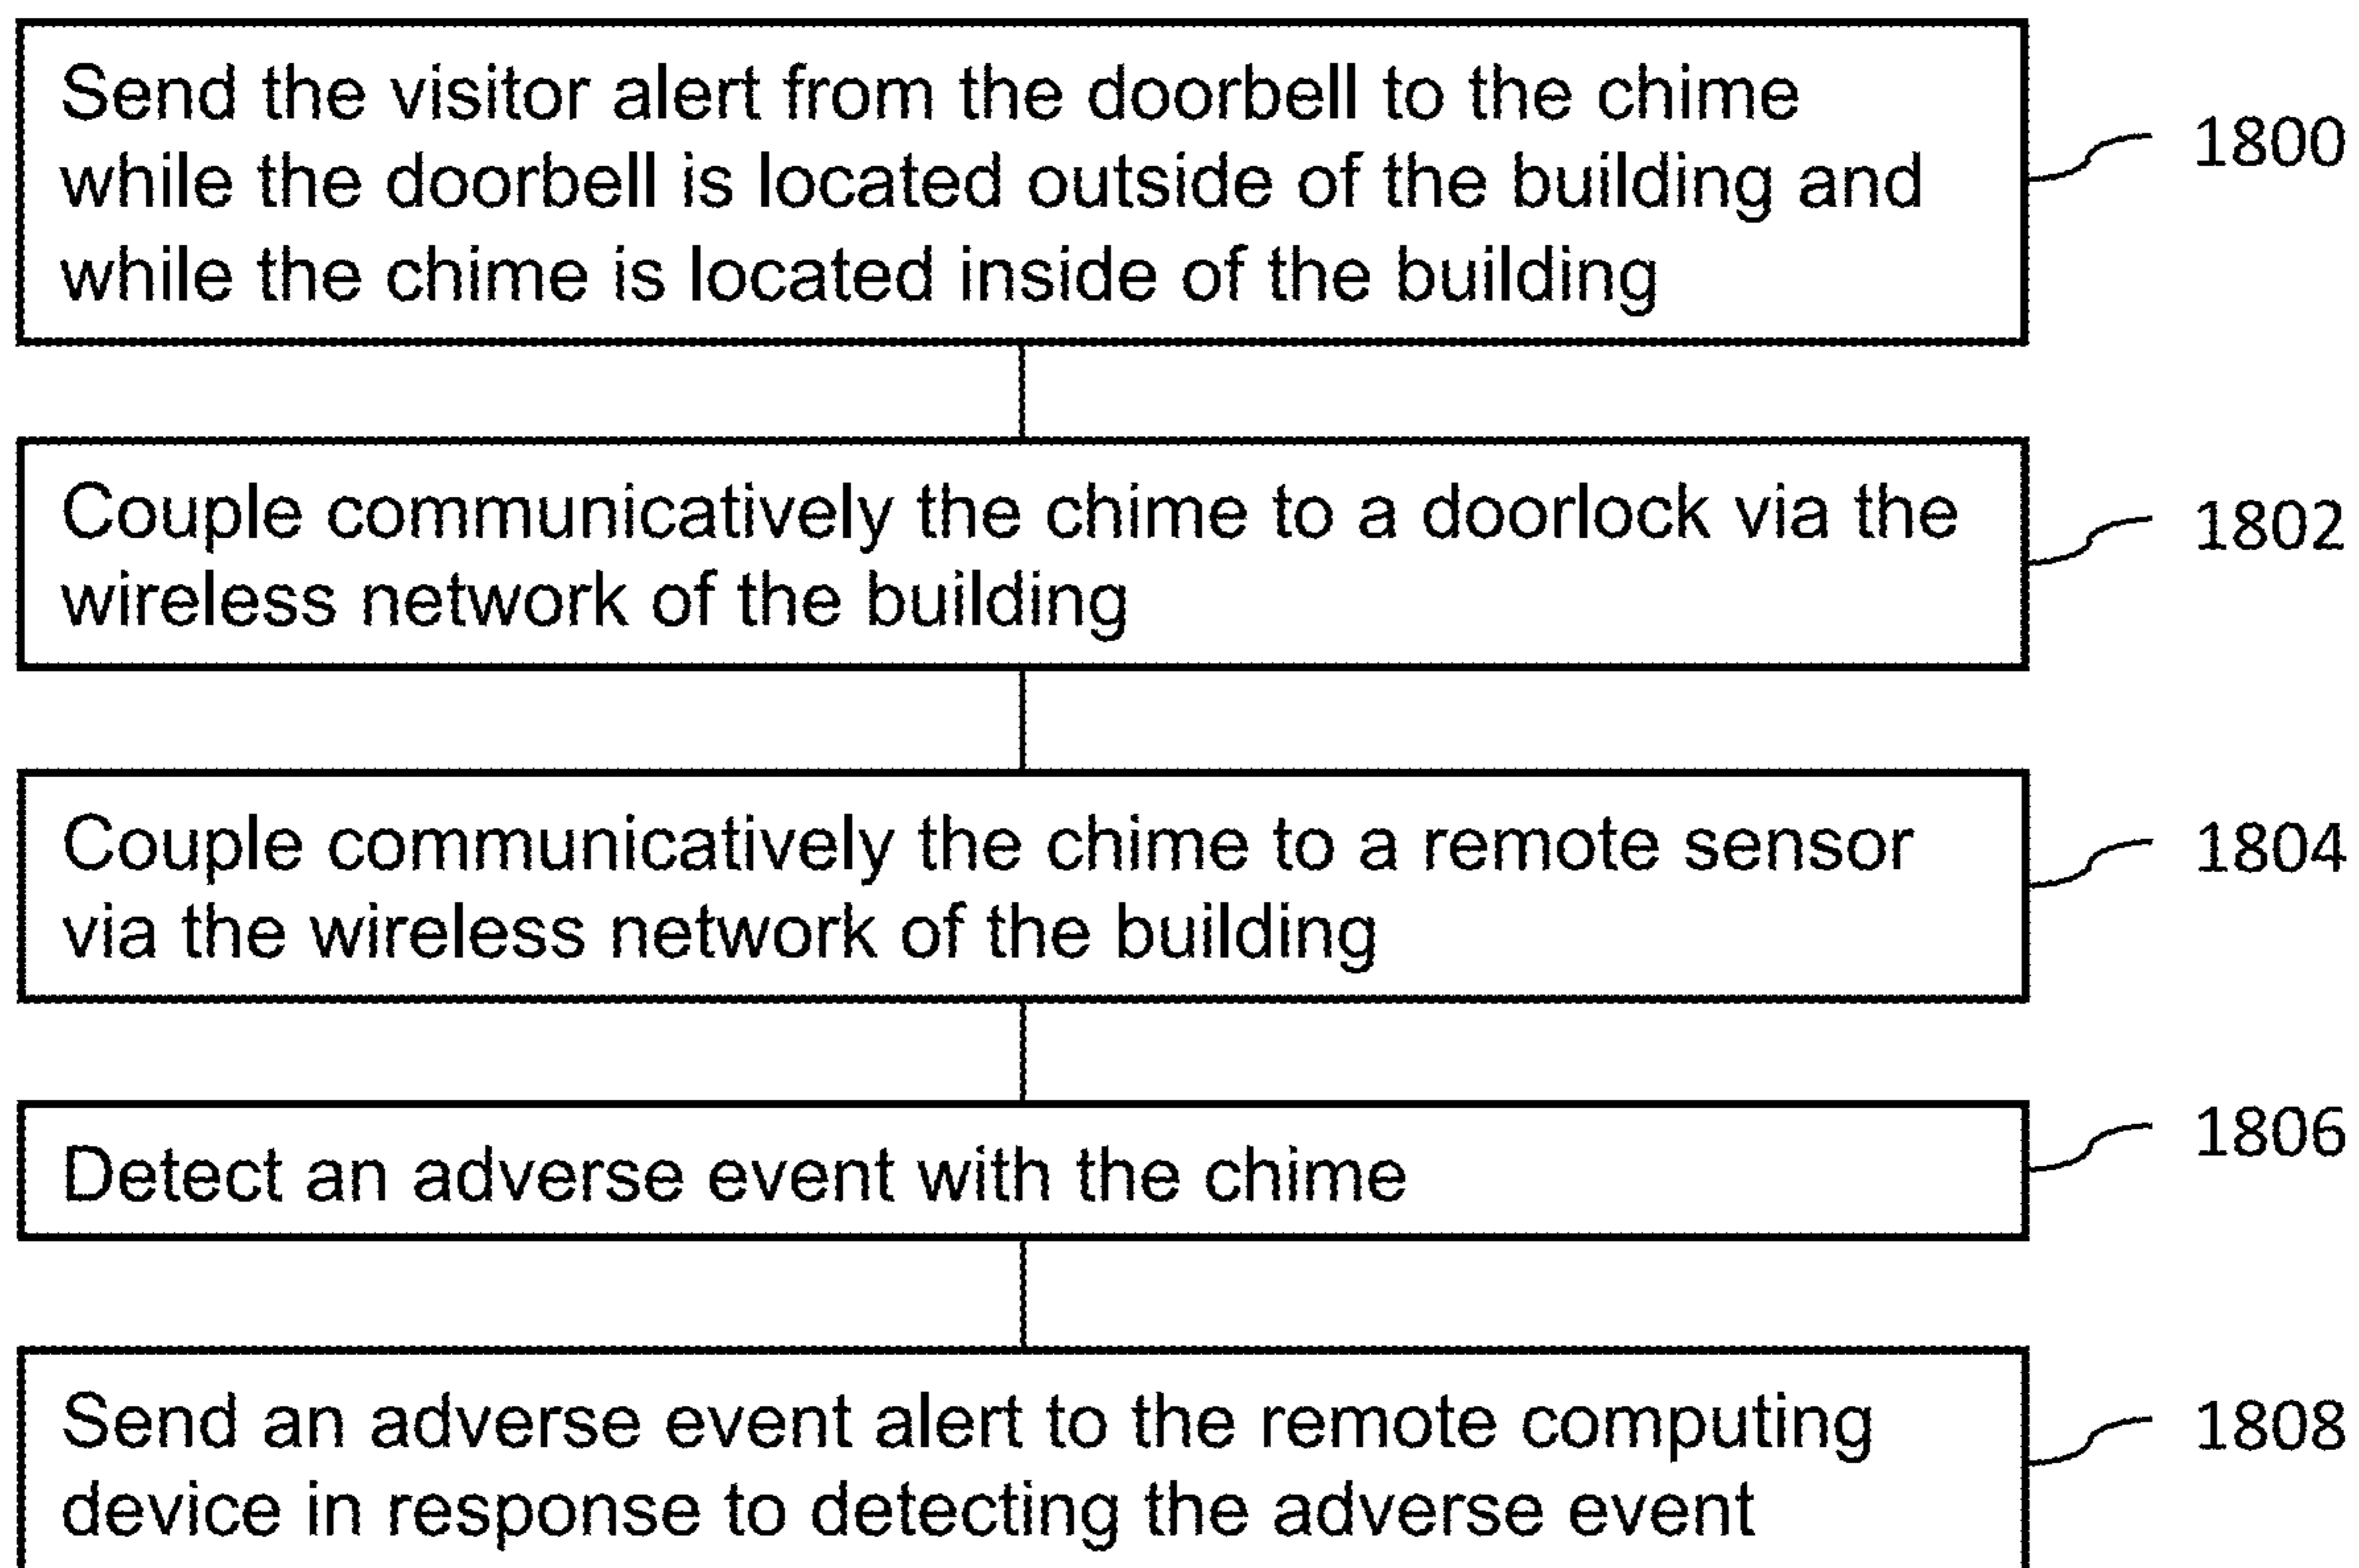 Send the visitor alert from the doorbell to the chime
while the doorbell is located outside of the building and
while the chime is located inside of the building
1800
Couple communicatively the chime to a doorlock via the
wireless network of the building
1802
Couple communicatively the chime to a remote sensor
via the wireless network of the building
1804
Detect an adverse event with the chime
1806
Send an adverse event alert to the remote computing
device in response to detecting the adverse event
1808